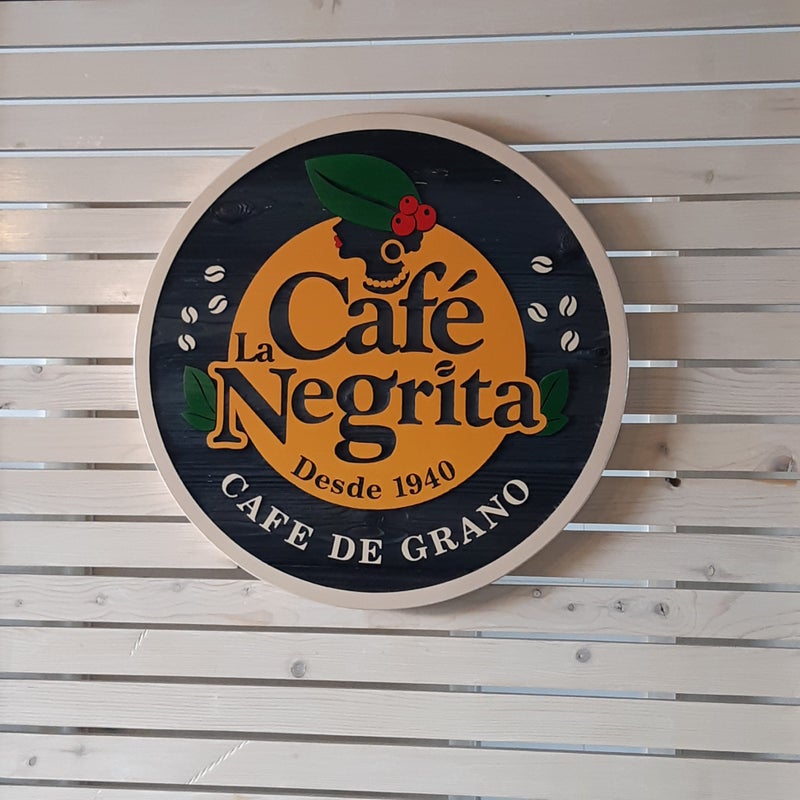 Café
La
Negrita
Desde 1940
CAFE DE GRANO